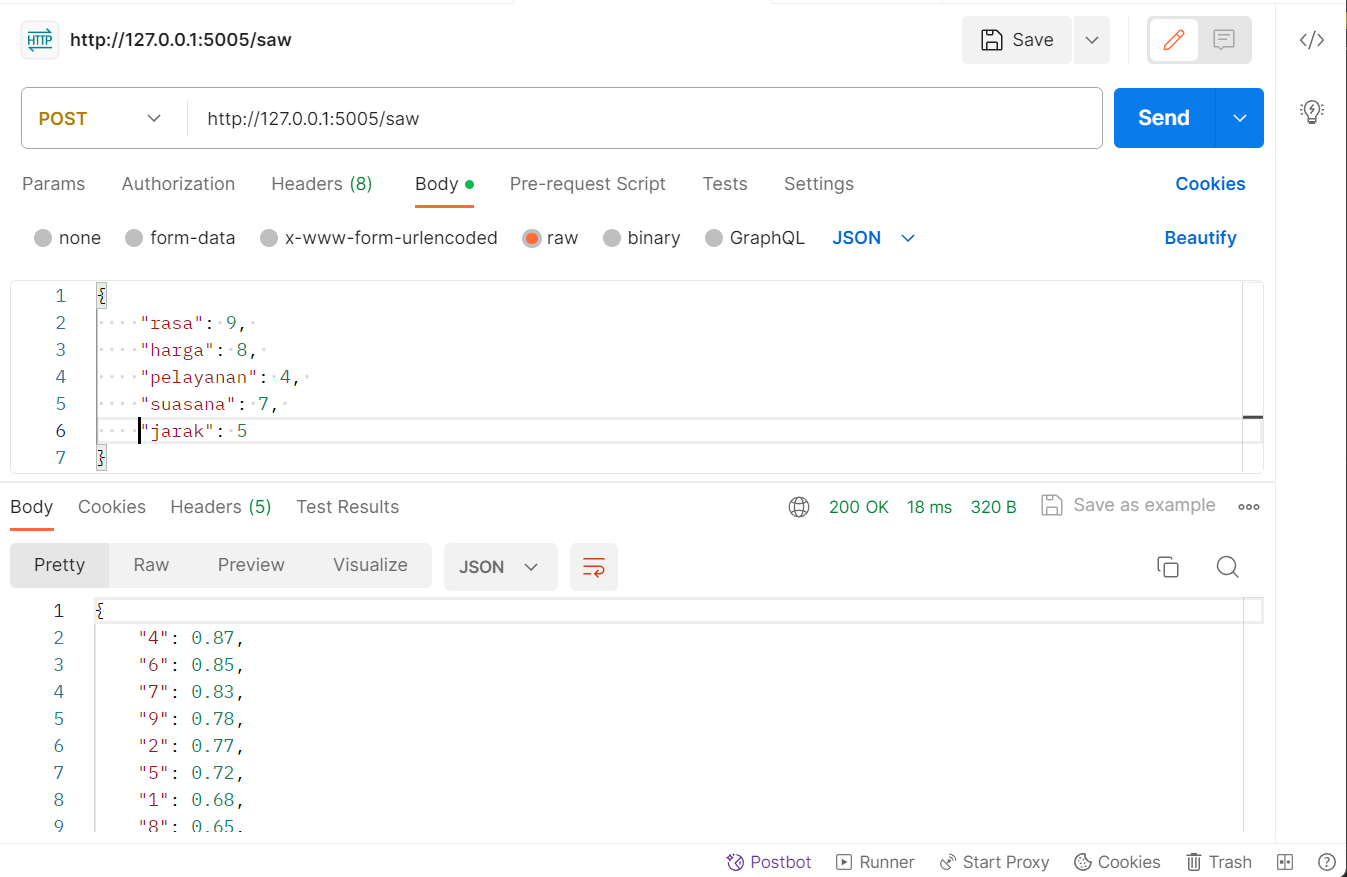 HTTP http://127.0.0.1:5005/saw Save
POST http://127.0.0.1:5005/saw Send
Params Authorization Headers (8) Body Pre-request Script Tests Settings Cookies
none form-data x-www-form-urlencoded raw binary GraphQL JSON Beautify
1 {
2 "rasa": 9,
3 "harga": 8,
4 "pelayanan": 4,
5 "suasana": 7,
6 "jarak": 5
7 }
Body Cookies Headers (5) Test Results 200 OK 18 ms 320 B Save as example
Pretty Raw Preview Visualize JSON
1 {
2 "4": 0.87,
3 "6": 0.85,
4 "7": 0.83,
5 "9": 0.78,
6 "2": 0.77,
7 "5": 0.72,
8 "1": 0.68,
9 "8": 0.65,
Postbot Runner Start Proxy Cookies Trash